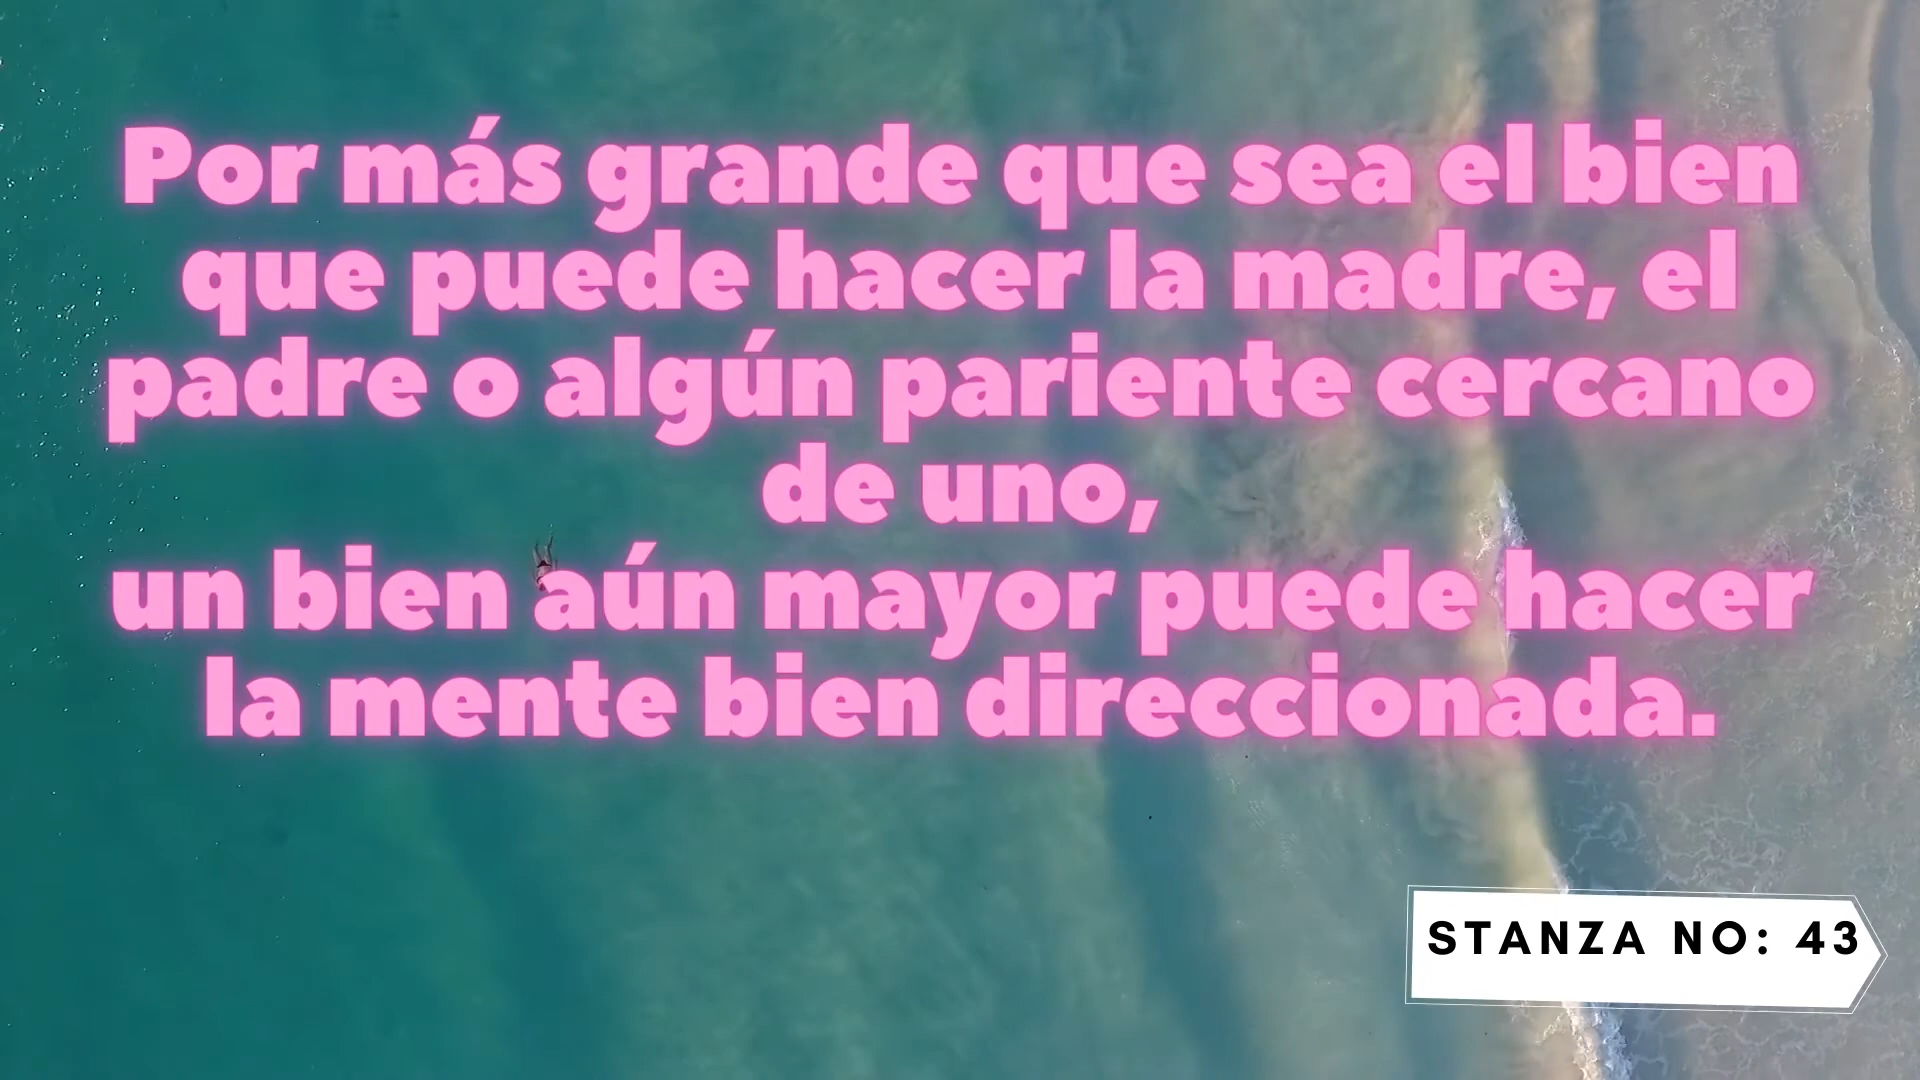 Por más grande que sea el bien
que puede hacer la madre, el
padre o algún pariente cercano
de uno,
un bien aún mayor puede hacer
la mente bien direccionada.
STANZA NO: 43